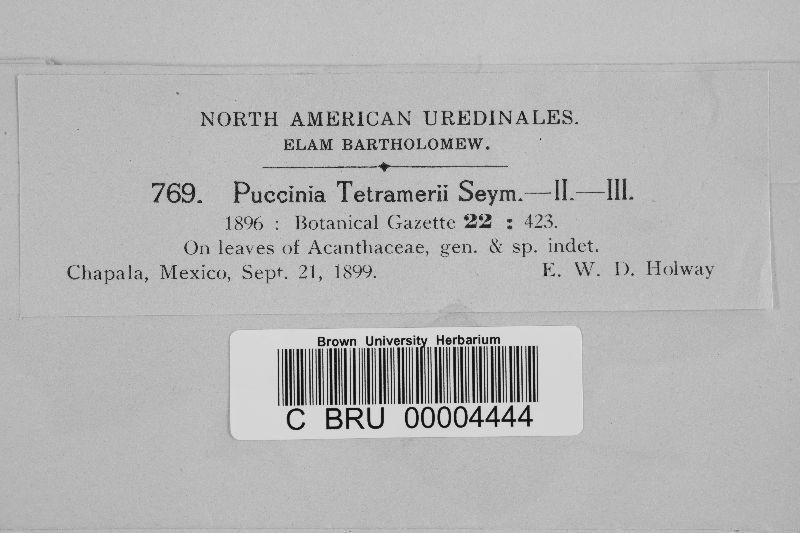 NORTH AMERICAN UREDINALES.
ELAM BARTHOLOMEW.
769. Puccinia Tetramerii Seym.—II.—III.
1896 : Botanical Gazette 22 : 423.
On leaves of Acanthaceae, gen. & sp. indet.
Chapala, Mexico, Sept. 21, 1899. E. W. D. Holway
Brown University Herbarium
C BRU 00004444